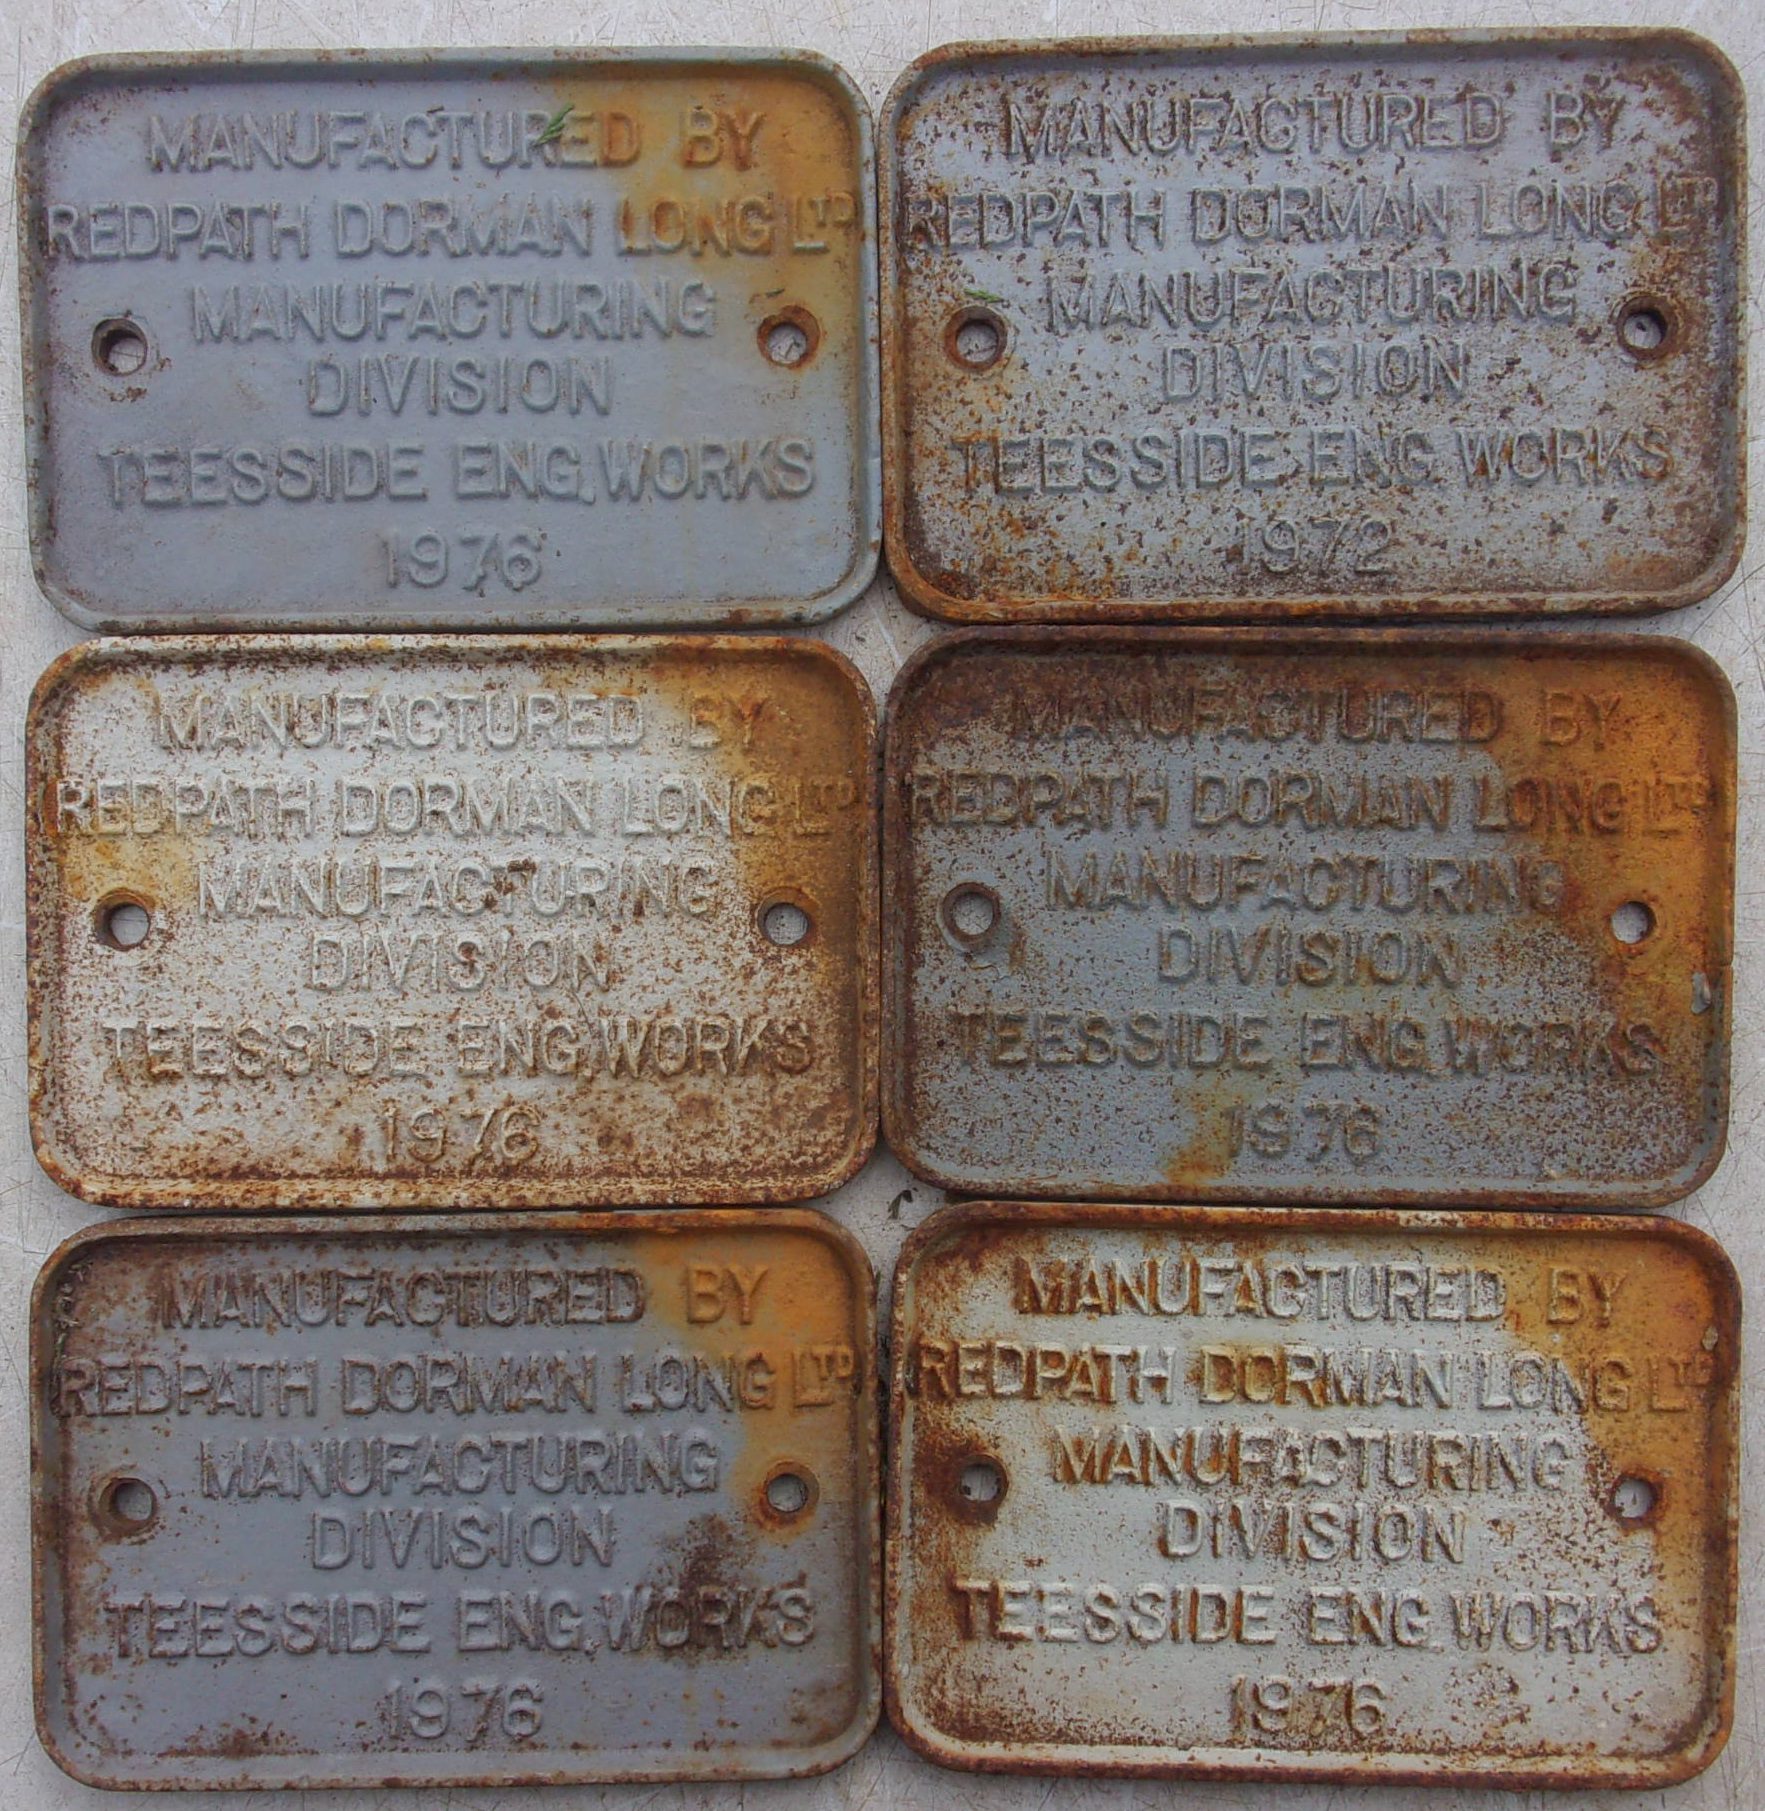 MANUFACTURED BY
REDPATH DORMAN LONG LTD
MANUFACTURING
DIVISION
TEESSIDE ENG. WORKS
1976
MANUFACTURED BY
REDPATH DORMAN LONG LTD
MANUFACTURING
DIVISION
TEESSIDE ENG. WORKS
1972
MANUFACTURED BY
REDPATH DORMAN LONG LTD
MANUFACTURING
DIVISION
TEESSIDE ENG. WORKS
1976
MANUFACTURED BY
REDPATH DORMAN LONG LTD
MANUFACTURING
DIVISION
TEESSIDE ENG. WORKS
1976
MANUFACTURED BY
REDPATH DORMAN LONG LTD
MANUFACTURING
DIVISION
TEESSIDE ENG. WORKS
1976
MANUFACTURED BY
REDPATH DORMAN LONG LTD
MANUFACTURING
DIVISION
TEESSIDE ENG. WORKS
1976